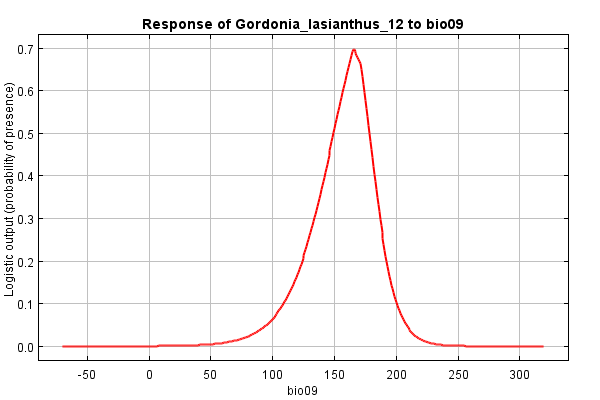 Response of Gordonia_lasianthus_12 to bio09
Logistic output (probability of presence)
0.7
0.6
0.5
0.4
0.3
0.2
0.1
0.0
-50 0 50 100 150 200 250 300
bio09